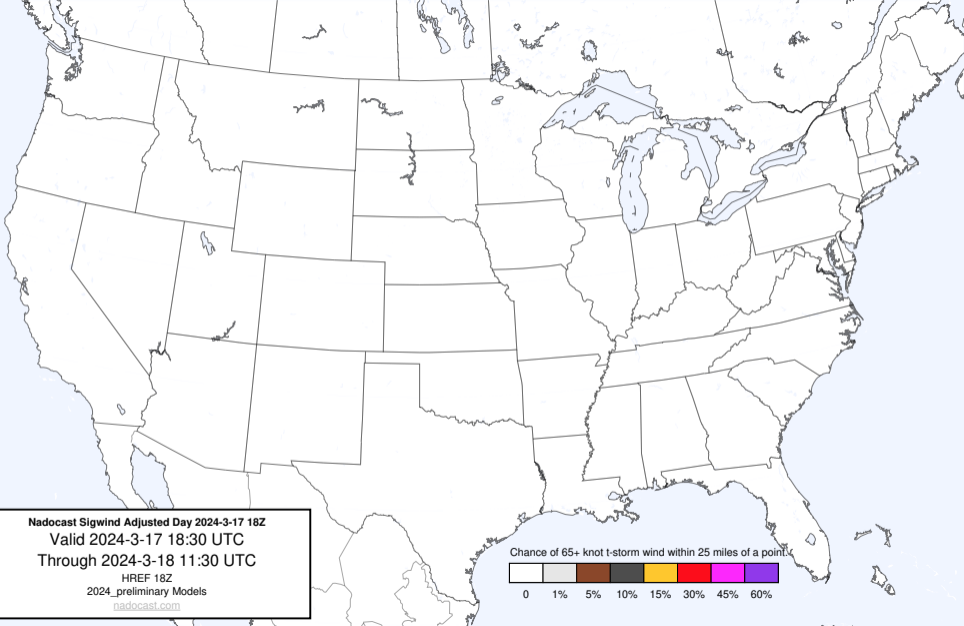 Nadocast Sigwind Adjusted Day 2024-3-17 18Z
Valid 2024-3-17 18:30 UTC
Through 2024-3-18 11:30 UTC
HREF 18Z
2024_preliminary Models
nadocast.com
Chance of 65+ knot t-storm wind within 25 miles of a point.
0 1% 5% 10% 15% 30% 45% 60%